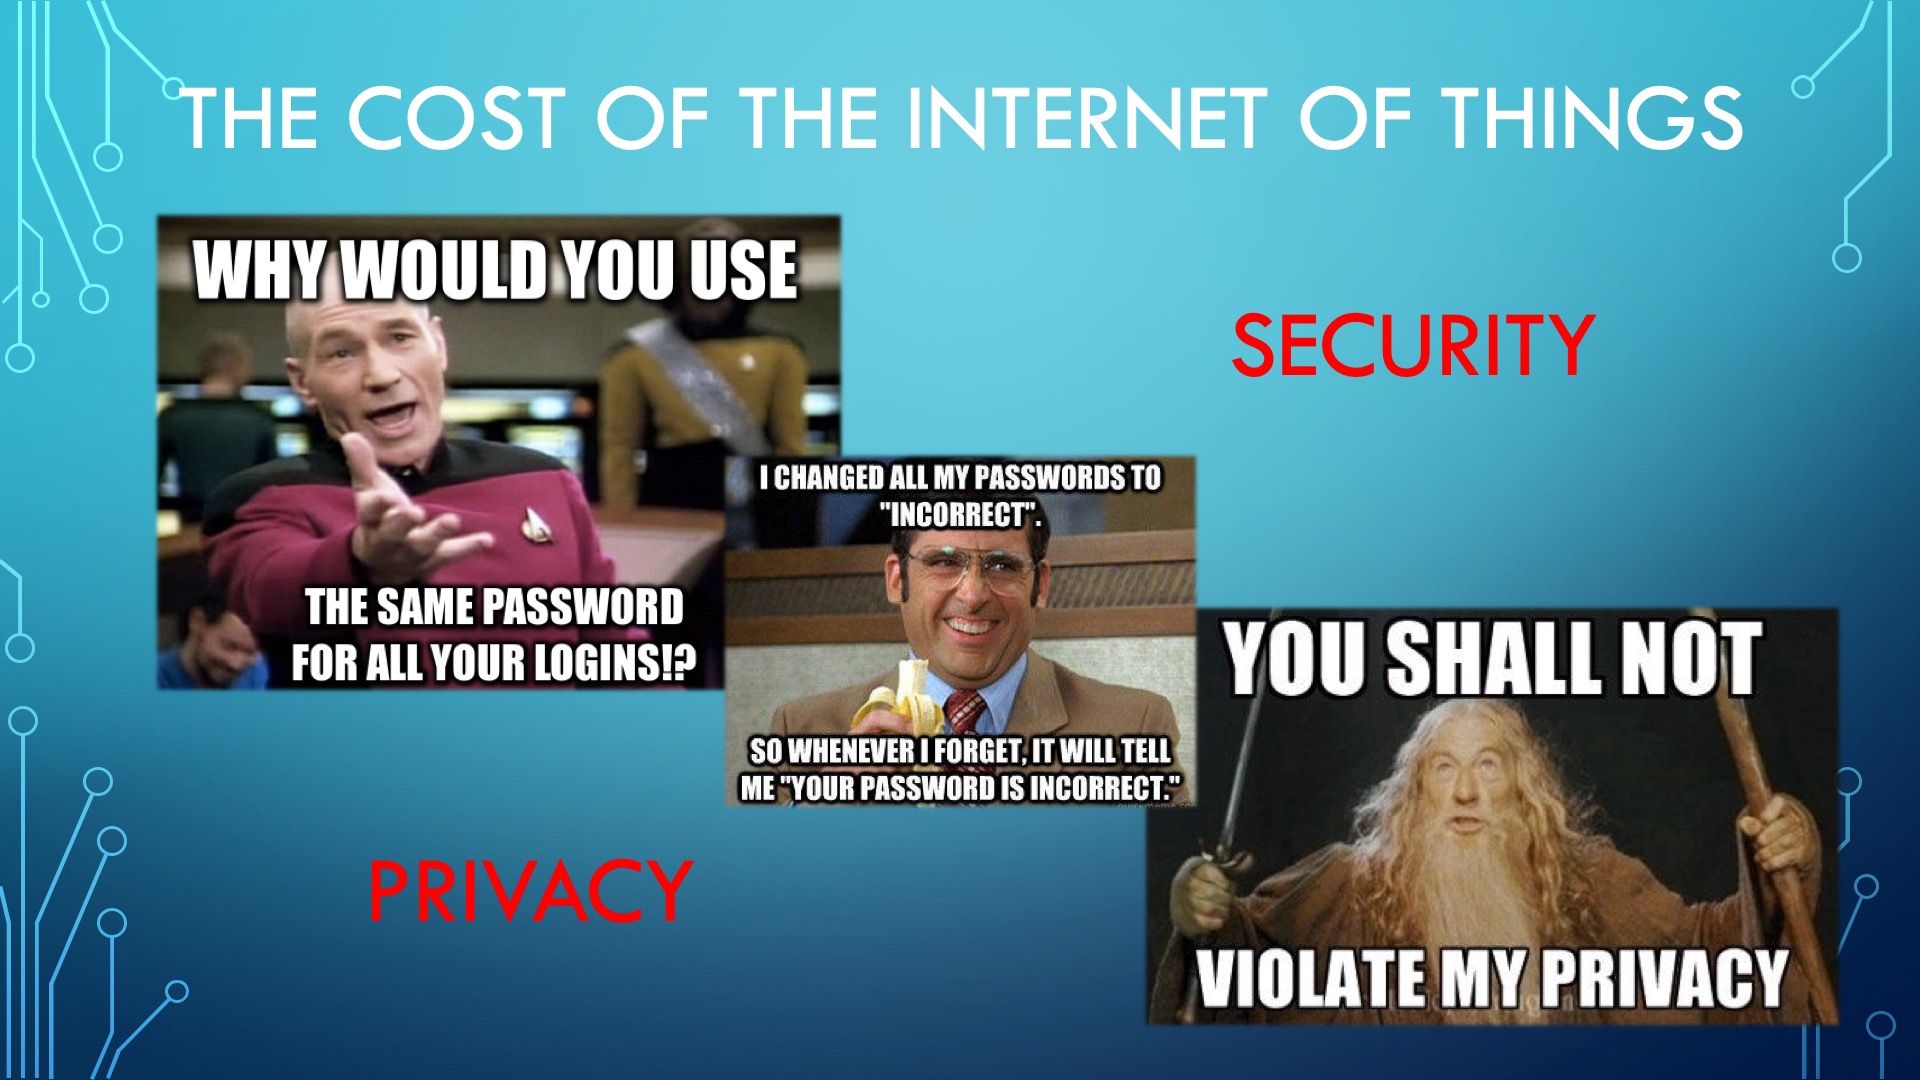 THE COST OF THE INTERNET OF THINGS
WHY WOULD YOU USE
THE SAME PASSWORD
FOR ALL YOUR LOGINS!?
SECURITY
I CHANGED ALL MY PASSWORDS TO
"INCORRECT".
SO WHENEVER I FORGET, IT WILL TELL
ME "YOUR PASSWORD IS INCORRECT."
YOU SHALL NOT
VIOLATE MY PRIVACY
PRIVACY